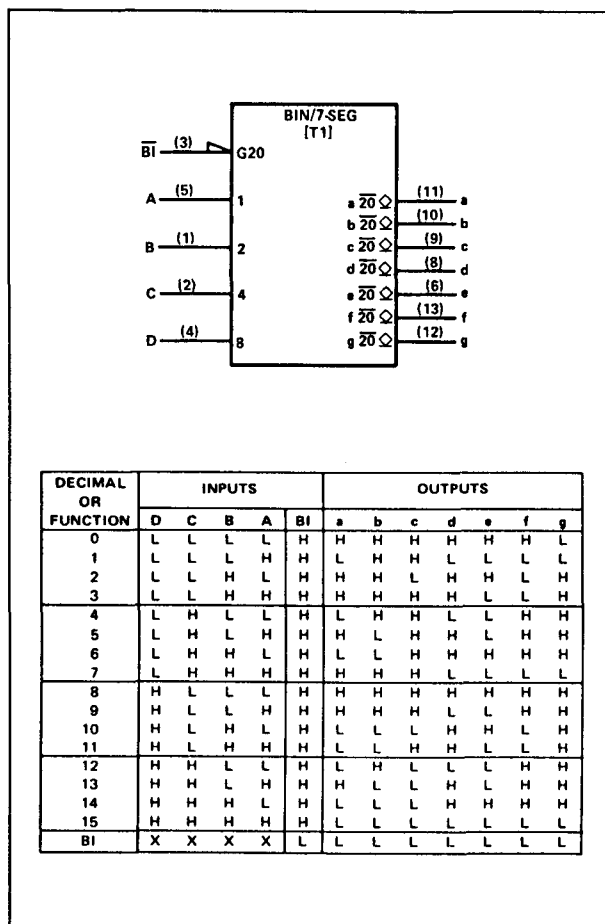 BIN/7-SEG
[T1]
BI (3) G20
A (5) 1
B (1) 2
C (2) 4
D (4) 8
a 20 (11) a
b 20 (10) b
c 20 (9) c
d 20 (8) d
e 20 (6) e
f 20 (13) f
g 20 (12) g
DECIMAL OR FUNCTION INPUTS OUTPUTS
D C B A BI a b c d e f g
0 L L L L H H H H H H H L
1 L L L H H L H H L L L L
2 L L H L H H H L H H L H
3 L L H H H H H H H L L H
4 L H L L H L H H L L H H
5 L H L H H H L H H L H H
6 L H H L H L L H H H H H
7 L H H H H H H H L L L L
8 H L L L H H H H H H H H
9 H L L H H H H H L L H H
10 H L H L H L L L H H L H
11 H L H H H L L H H L L H
12 H H L L H L H L L L H H
13 H H L H H H L L H L H H
14 H H H L H L L L H H H H
15 H H H H H L L L L L L L
BI X X X X L L L L L L L L